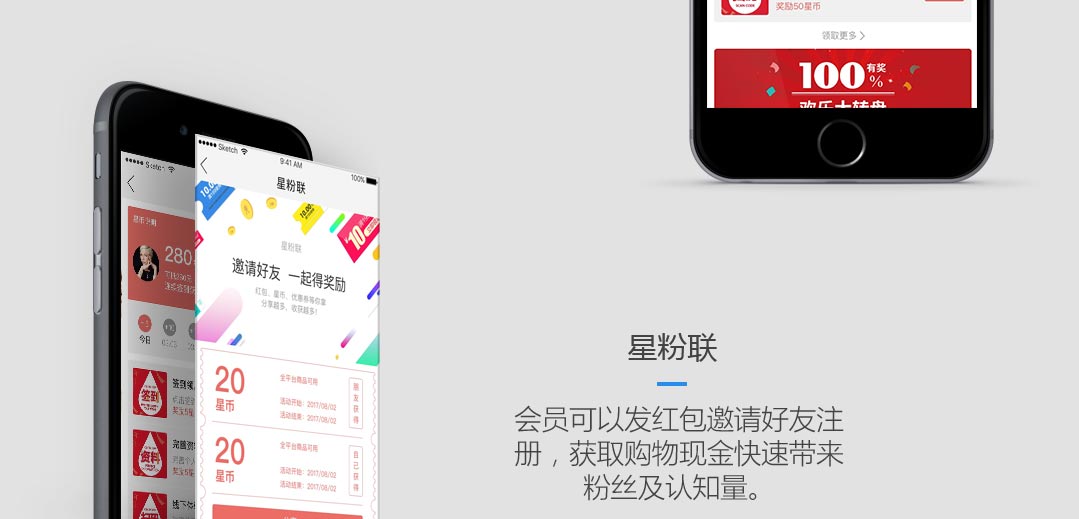 奖励50星币
领取更多 >
100
有奖
%
欢乐大转盘
Sketch
9:41 AM
100%
星粉联
星粉联
邀请好友 一起得奖励
红包、星币、优惠券等你拿
分享越多、收获越多!
20
星币
全平台商品可用
活动开始: 2017/08/02
活动结束: 2017/08/02
朋友获得
20
星币
全平台商品可用
活动开始: 2017/08/02
活动结束: 2017/08/02
自己获得
Sketch
280
今日
签到
资料
星粉联
会员可以发红包邀请好友注
册，获取购物现金快速带来
粉丝及认知量。